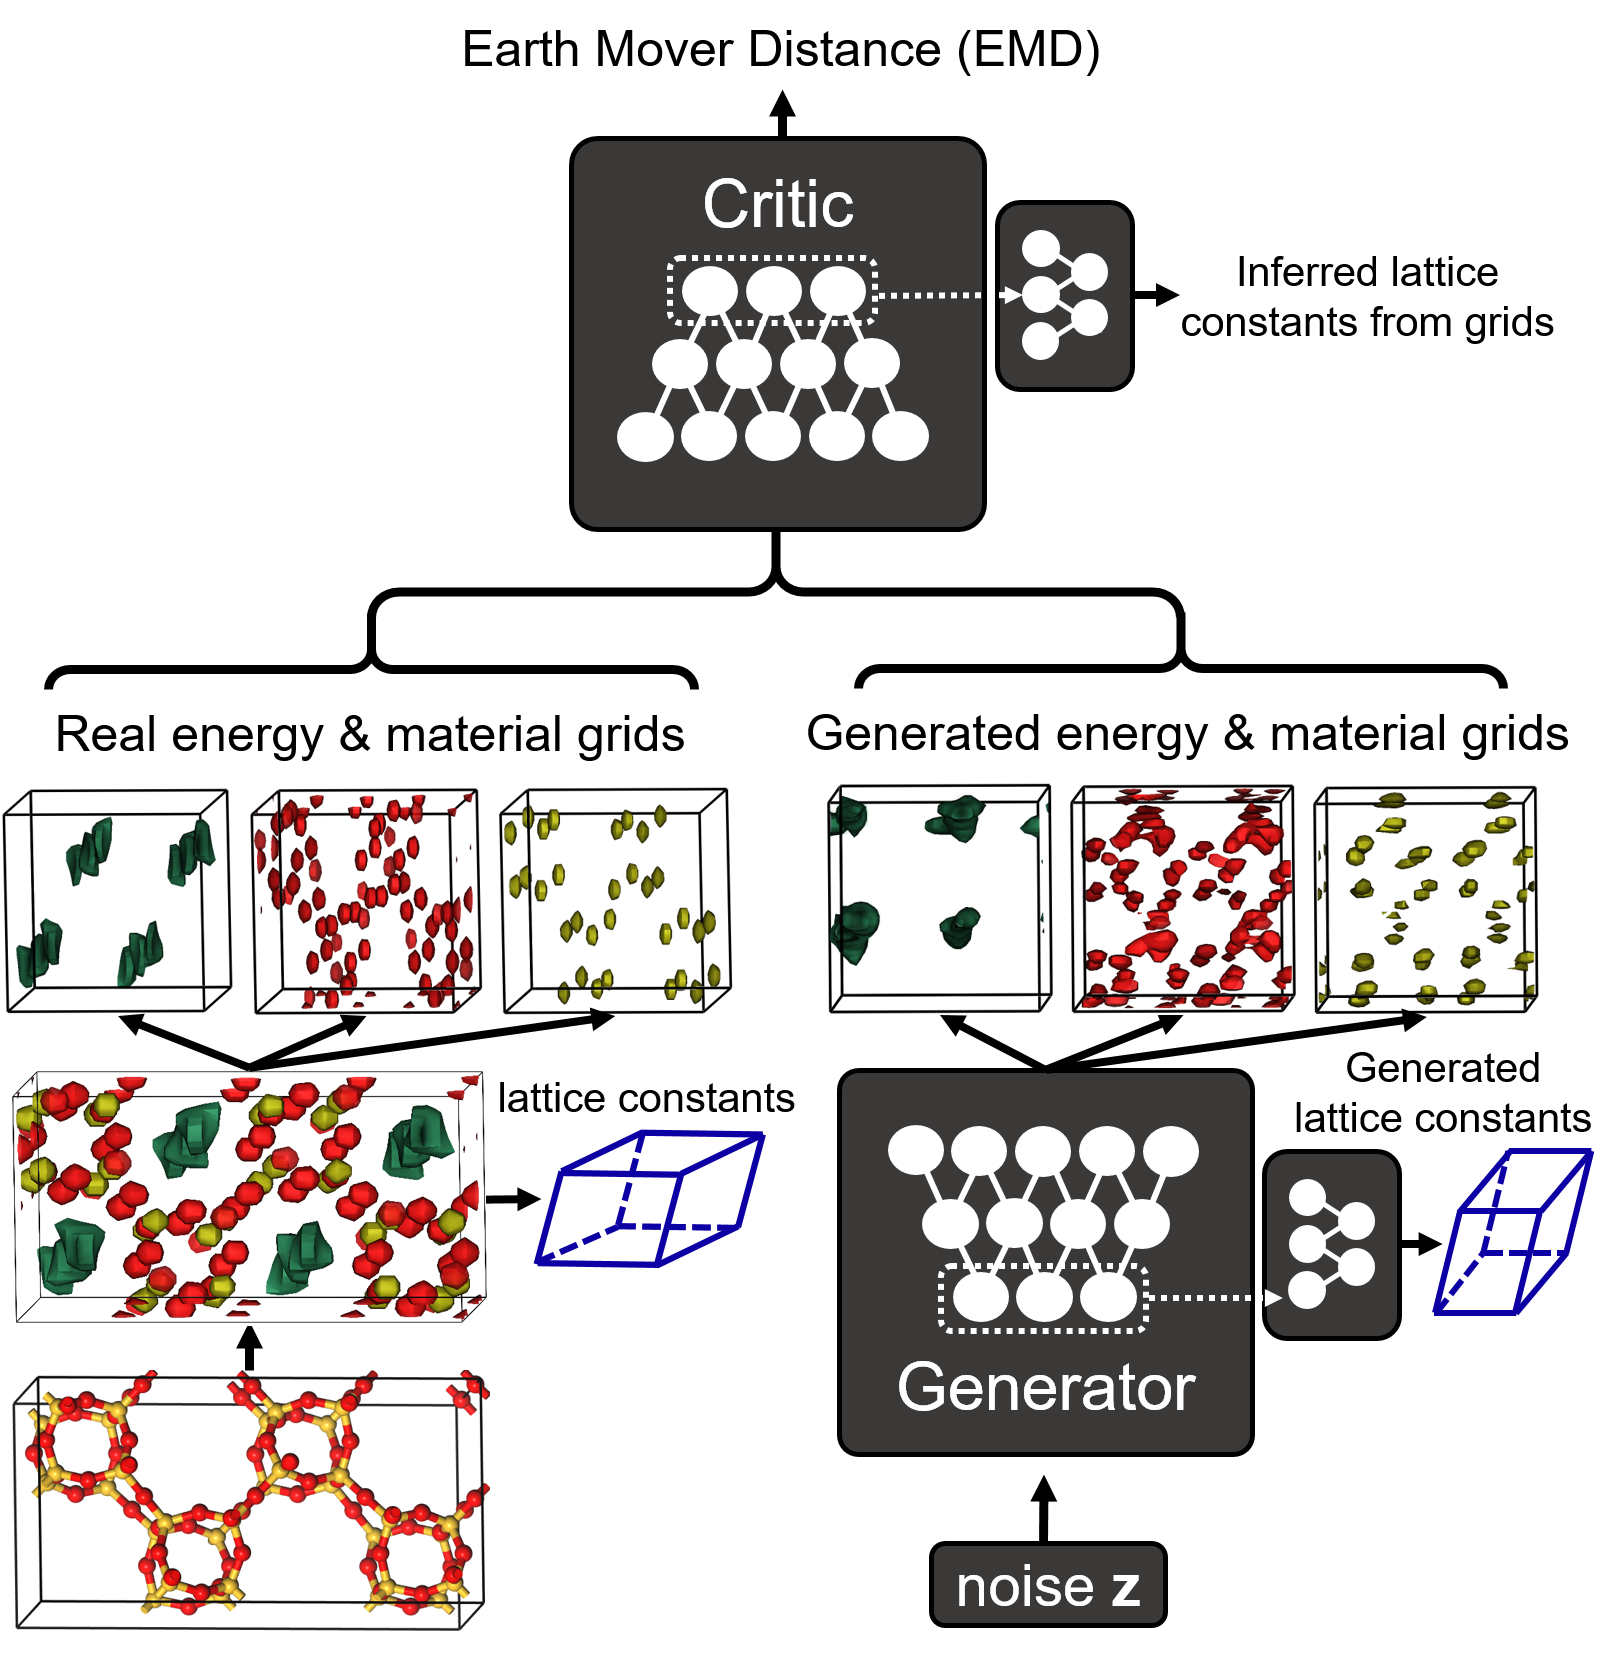 Earth Mover Distance (EMD)
Critic
Inferred lattice
constants from grids
Real energy & material grids
Generated energy & material grids
lattice constants
Generated
lattice constants
Generator
noise z